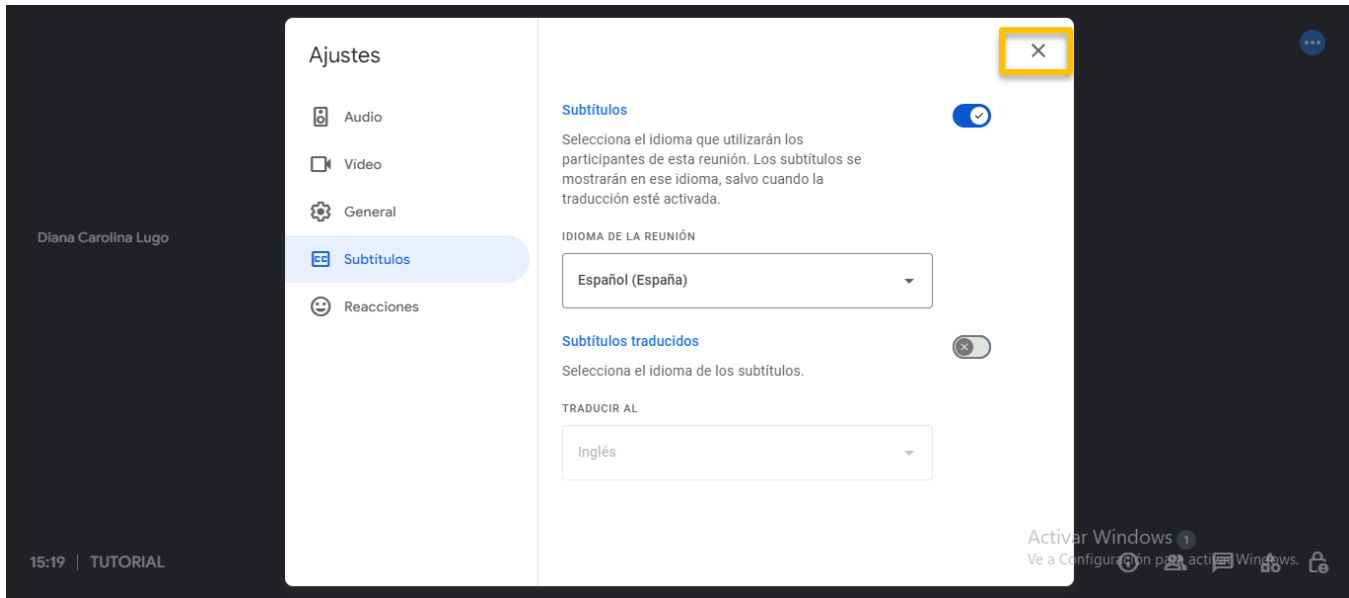 Ajustes
Audio
Vídeo
General
Subtítulos
Reacciones
Subtítulos
Selecciona el idioma que utilizarán los
participantes de esta reunión. Los subtítulos se
mostrarán en ese idioma, salvo cuando la
traducción esté activada.
IDIOMA DE LA REUNIÓN
Español (España)
Subtítulos traducidos
Selecciona el idioma de los subtítulos.
TRADUCIR AL
Inglés
Diana Carolina Lugo
15:19 | TUTORIAL
Activar Windows 1
Ve a Configuración para activar Windows.